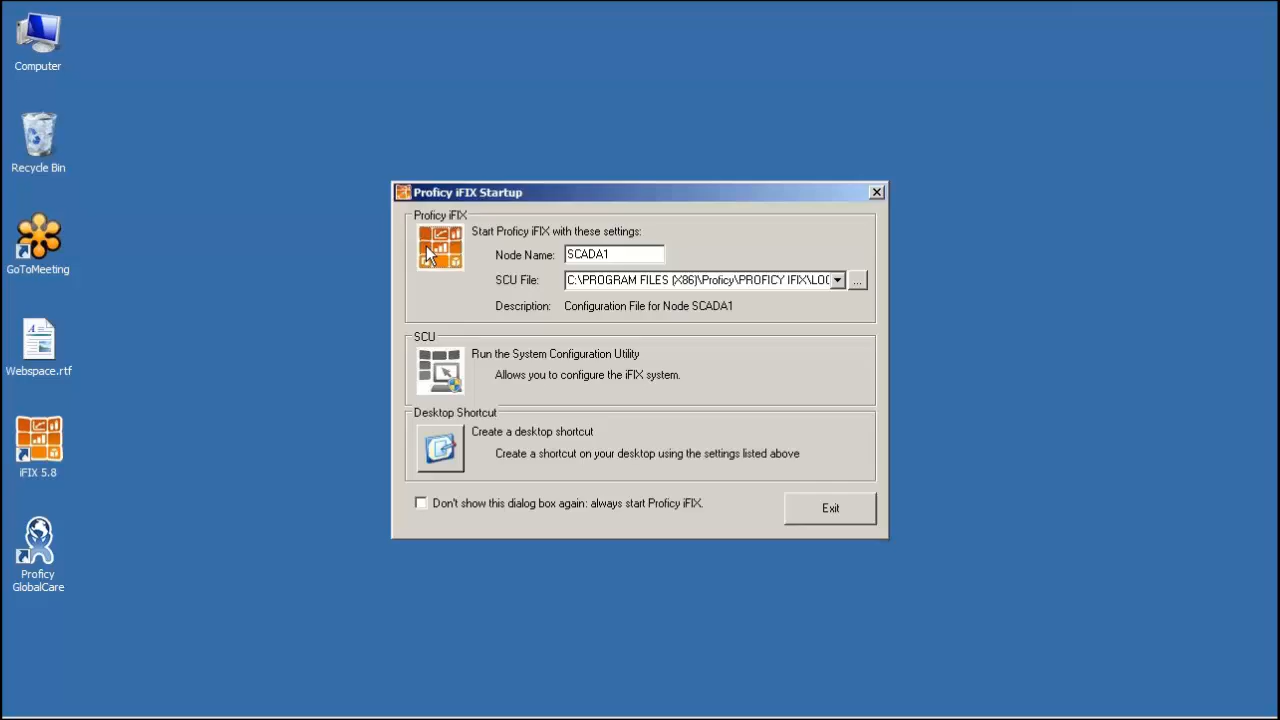 Computer
Recycle Bin
GoToMeeting
Webspace.rtf
iFIX 5.8
Proficy
GlobalCare
Proficy iFIX Startup
Proficy iFIX
Start Proficy iFIX with these settings:
Node Name: SCADA1
SCU File: C:\PROGRAM FILES (X86)\Proficy\PROFICY IFIX\LOC ...
Description: Configuration File for Node SCADA1
SCU
Run the System Configuration Utility
Allows you to configure the iFIX system.
Desktop Shortcut
Create a desktop shortcut
Create a shortcut on your desktop using the settings listed above
Don't show this dialog box again: always start Proficy iFIX.
Exit